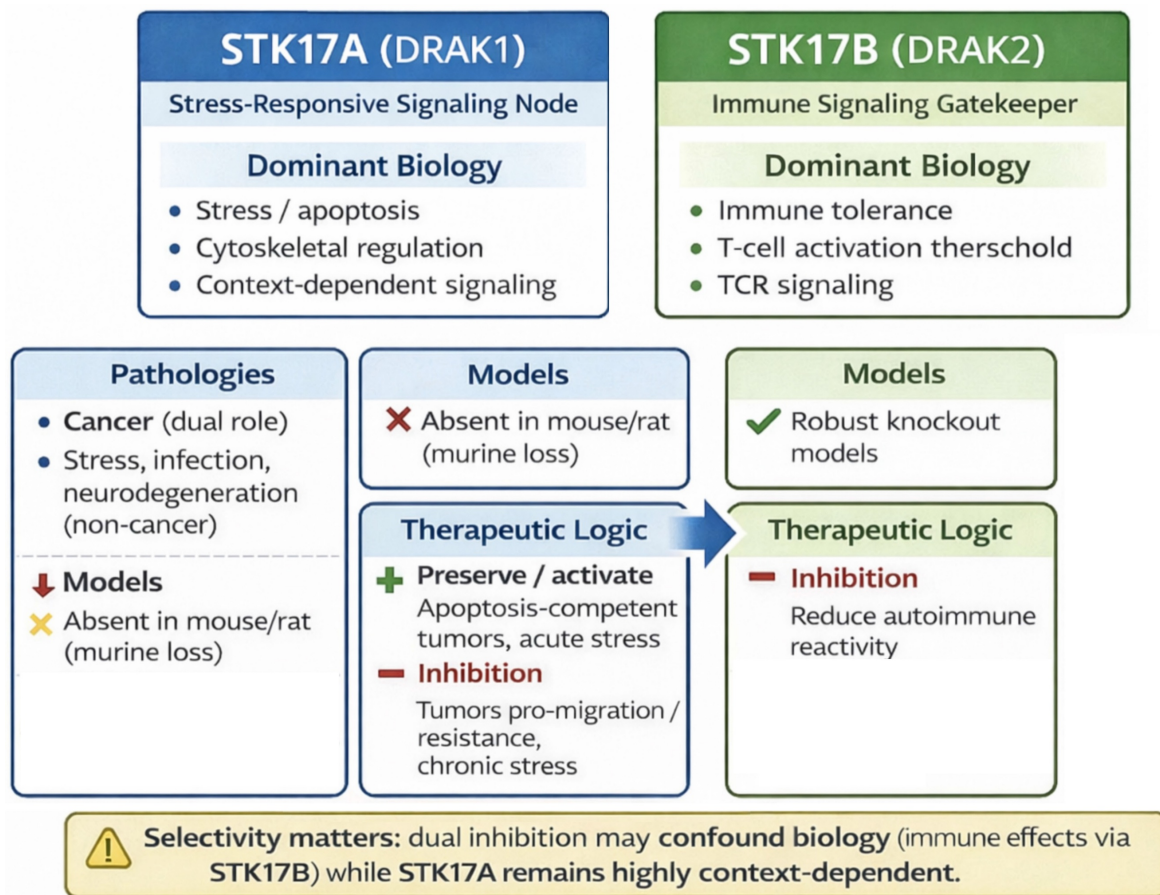 STK17A (DRAK1)
Stress-Responsive Signaling Node
Dominant Biology
• Stress / apoptosis
• Cytoskeletal regulation
• Context-dependent signaling
STK17B (DRAK2)
Immune Signaling Gatekeeper
Dominant Biology
• Immune tolerance
• T-cell activation therschold
• TCR signaling
Pathologies
• Cancer (dual role)
• Stress, infection,
neurodegeneration
(non-cancer)
Models
Absent in mouse/rat
(murine loss)
Models
Absent in mouse/rat
(murine loss)
Therapeutic Logic
Preserve / activate
Apoptosis-competent
tumors, acute stress
Inhibition
Tumors pro-migration /
resistance,
chronic stress
Models
Robust knockout
models
Therapeutic Logic
Inhibition
Reduce autoimmune
reactivity
Selectivity matters: dual inhibition may confound biology (immune effects via
STK17B) while STK17A remains highly context-dependent.